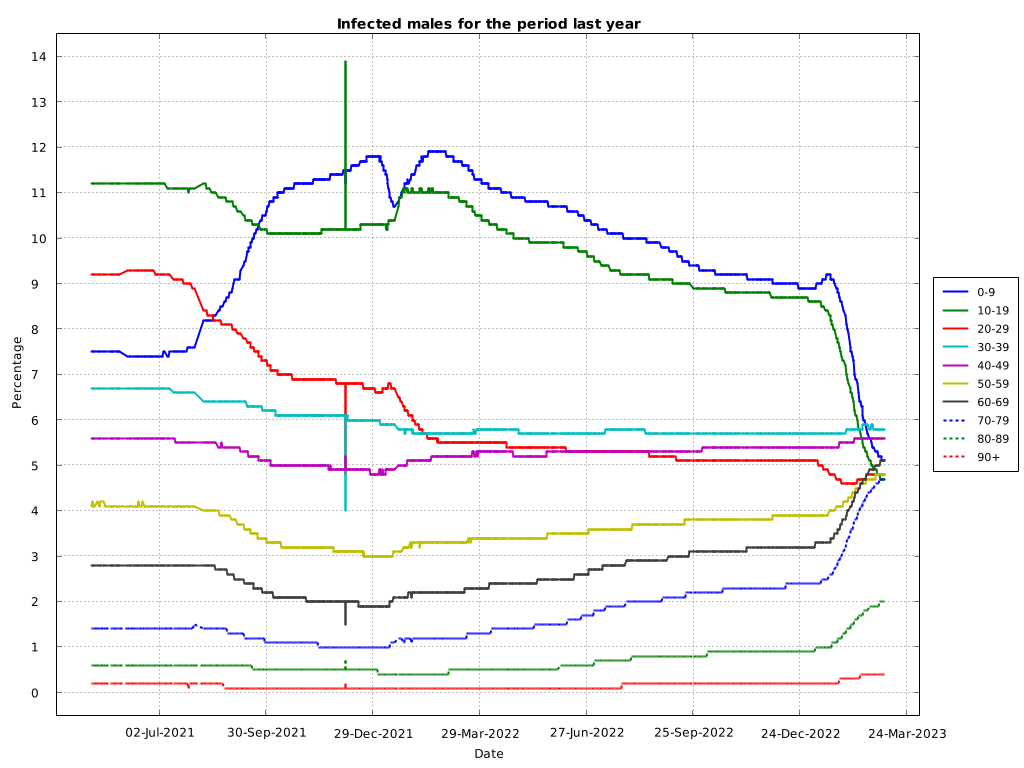 Infected males for the period last year
14
13
12
11
10
9
8
7
6
5
4
3
2
1
0
Percentage
02-Jul-2021
30-Sep-2021
29-Dec-2021
29-Mar-2022
27-Jun-2022
25-Sep-2022
24-Dec-2022
24-Mar-2023
Date
0-9
10-19
20-29
30-39
40-49
50-59
60-69
70-79
80-89
90+